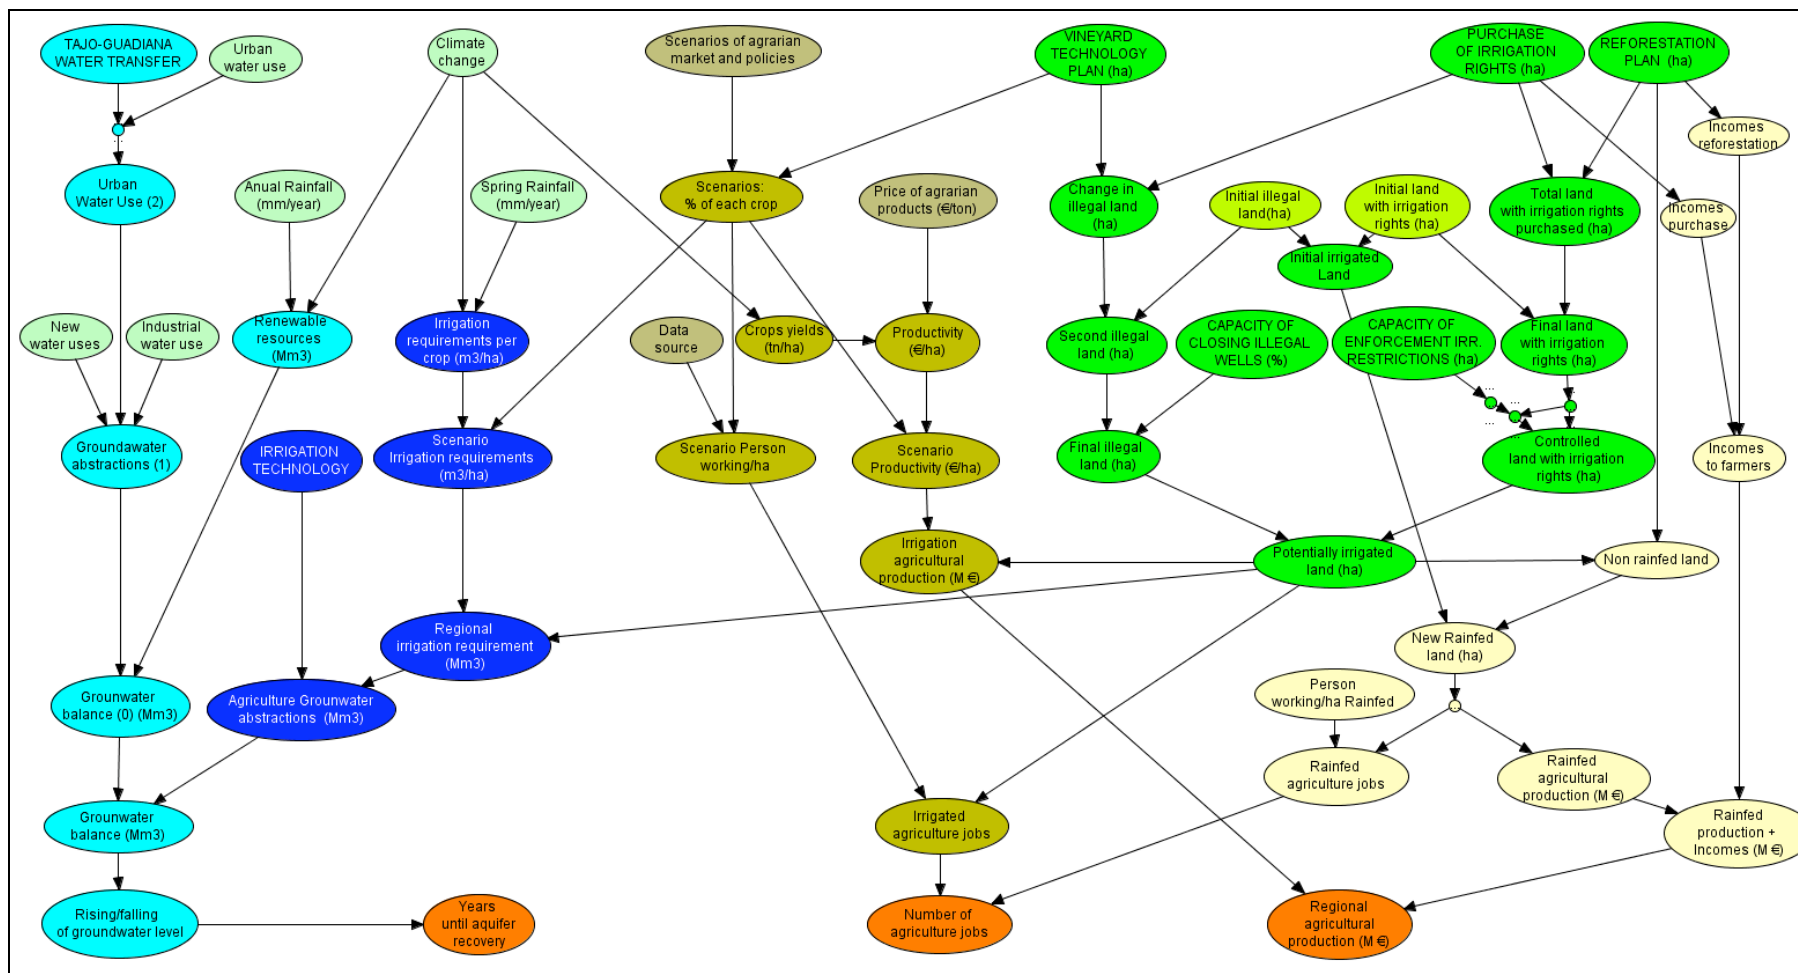 TAJO-GUADIANA
WATER TRANSFER
Urban
water use
Climate
change
Scenarios of agrarian
market and policies
VINEYARD
TECHNOLOGY
PLAN (ha)
PURCHASE
OF IRRIGATION
RIGHTS (ha)
REFORESTATION
PLAN (ha)
...
Incomes
reforestation
Urban
Water Use (2)
Anual Rainfall
(mm/year)
Spring Rainfall
(mm/year)
Scenarios:
% of each crop
Price of agrarian
products (€/ton)
Change in
illegal land
(ha)
Initial illegal
land(ha)
Initial land
with irrigation
rights (ha)
Total land
with irrigation rights
purchased (ha)
Incomes
purchase
Initial irrigated
Land
New
water uses
Industrial
water use
Renewable
resources
(Mm3)
Irrigation
requirements per
crop (m3/ha)
Data
source
Crops yields
(tn/ha)
Productivity
(€/ha)
Second illegal
land (ha)
CAPACITY OF
CLOSING ILLEGAL
WELLS (%)
CAPACITY OF
ENFORCEMENT IRR.
RESTRICTIONS (ha)
Final land
with irrigation
rights (ha)
...
...
...
...
...
Groundawater
abstractions (1)
IRRIGATION
TECHNOLOGY
Scenario
Irrigation requirements
(m3/ha)
Scenario Person
working/ha
Scenario
Productivity (€/ha)
Final illegal
land (ha)
Controlled
land with irrigation
rights (ha)
Incomes
to farmers
Irrigation
agricultural
production (M €)
Potentially irrigated
land (ha)
Non rainfed land
Regional
irrigation requirement
(Mm3)
New Rainfed
land (ha)
Grounwater
balance (0) (Mm3)
Agriculture Grounwater
abstractions (Mm3)
Person
working/ha Rainfed
...
Rainfed
agriculture jobs
Rainfed
agricultural
production (M €)
Grounwater
balance (Mm3)
Irrigated
agriculture jobs
Rainfed
production +
Incomes (M €)
Rising/falling
of groundwater level
Years
until aquifer
recovery
Number of
agriculture jobs
Regional
agricultural
production (M €)